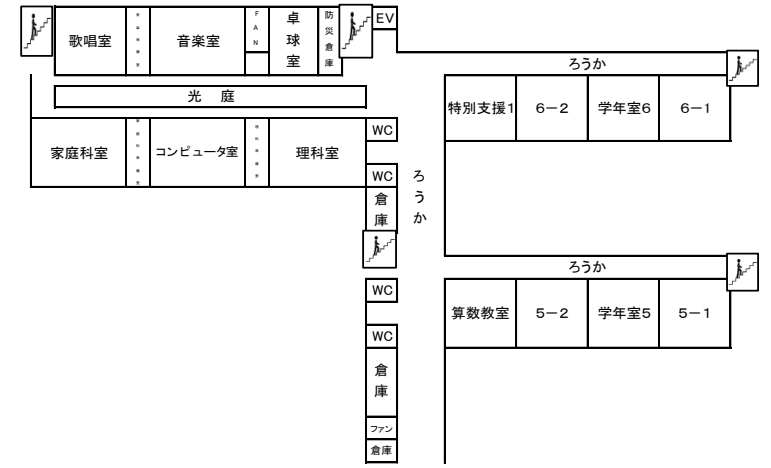 歌唱室
音楽室
FAN
卓球室
防災倉庫
EV
ろうか
光 庭
特別支援1
6－2
学年室6
6－1
WC
家庭科室
コンピュータ室
理科室
WC
倉庫
ろうか
ろうか
WC
算数教室
5－2
学年室5
5－1
WC
倉庫
ファン
倉庫